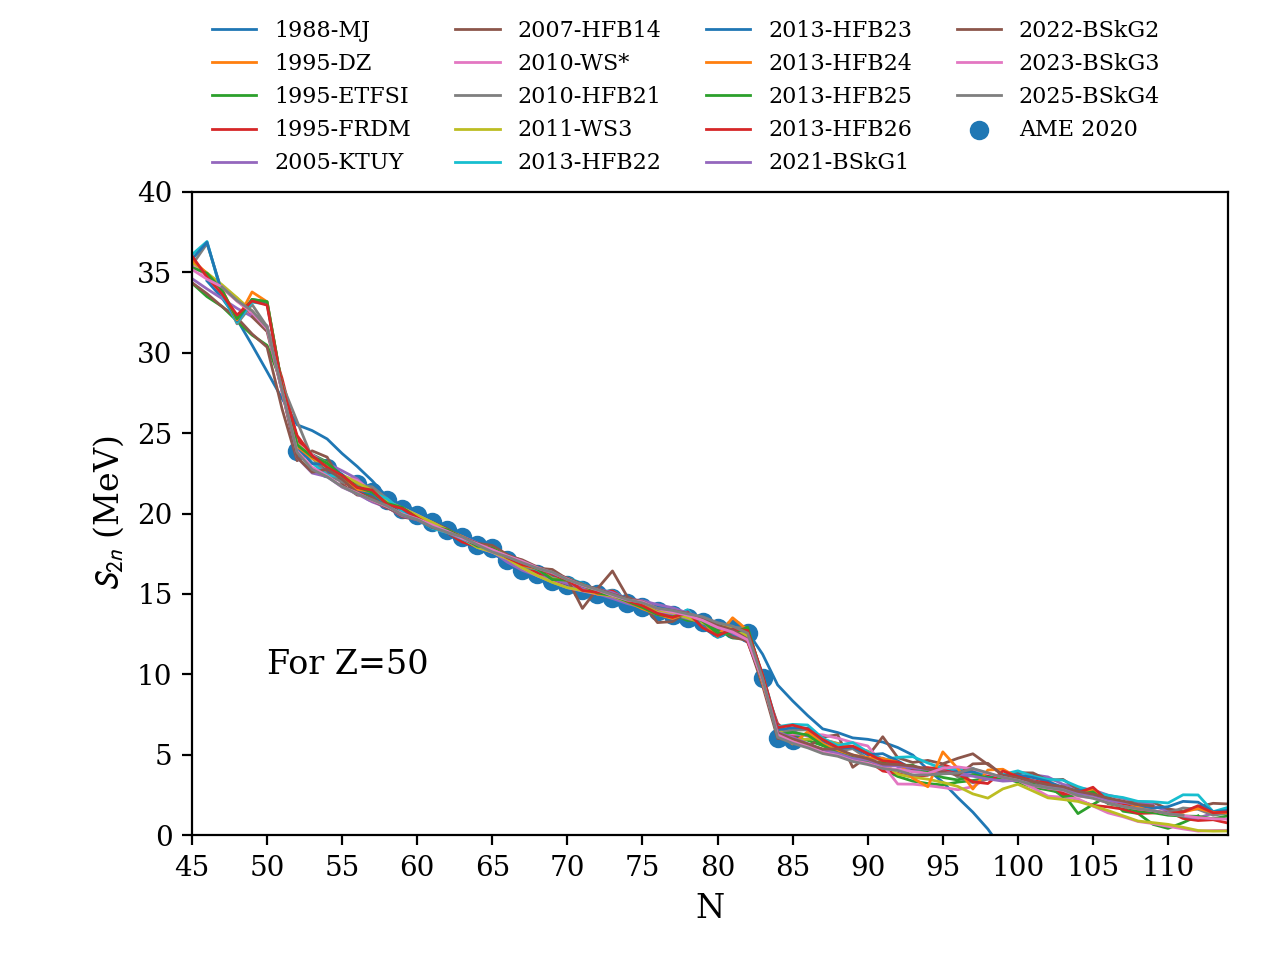 1988-MJ
1995-DZ
1995-ETFSI
1995-FRDM
2005-KTUY
2007-HFB14
2010-WS*
2010-HFB21
2011-WS3
2013-HFB22
2013-HFB23
2013-HFB24
2013-HFB25
2013-HFB26
2021-BSkG1
2022-BSkG2
2023-BSkG3
2025-BSkG4
AME 2020
40
35
30
25
20
15
10
5
0
S2n (MeV)
For Z=50
45 50 55 60 65 70 75 80 85 90 95 100 105 110
N